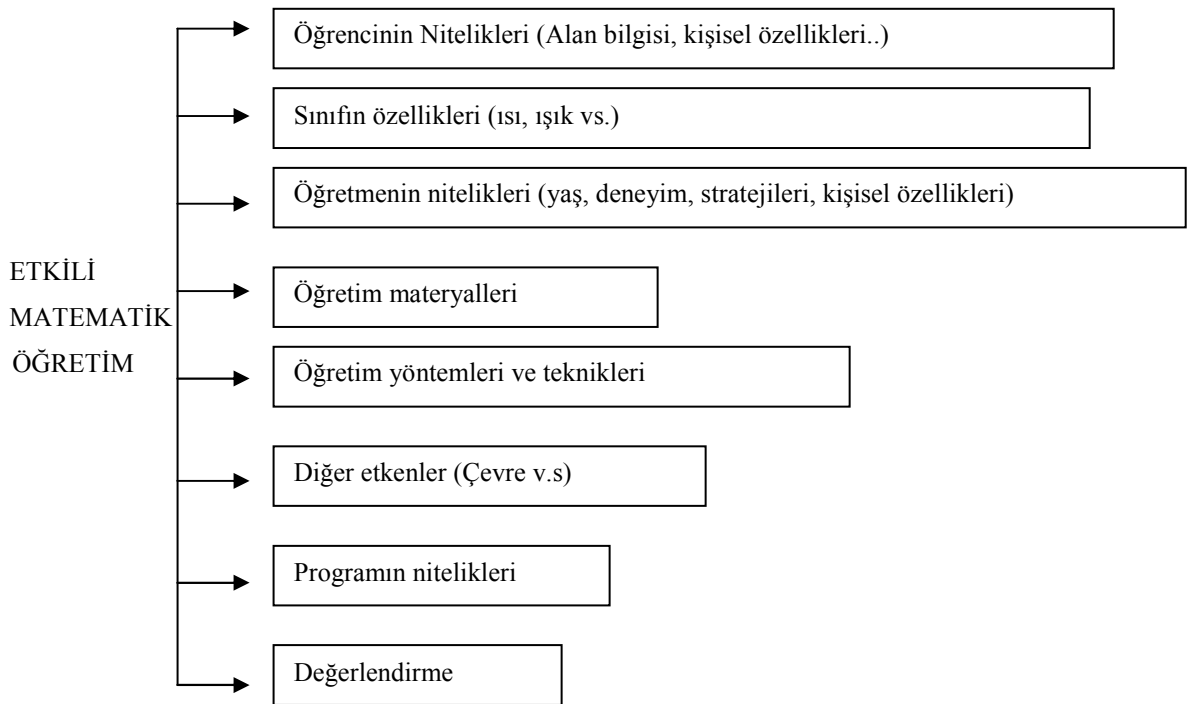 Öğrencinin Nitelikleri (Alan bilgisi, kişisel özellikleri..)
Sınıfın özellikleri (ısı, ışık vs.)
Öğretmenin nitelikleri (yaş, deneyim, stratejileri, kişisel özellikleri)
ETKİLİ
MATEMATİK
ÖĞRETİM
Öğretim materyalleri
Öğretim yöntemleri ve teknikleri
Diğer etkenler (Çevre v.s)
Programın nitelikleri
Değerlendirme